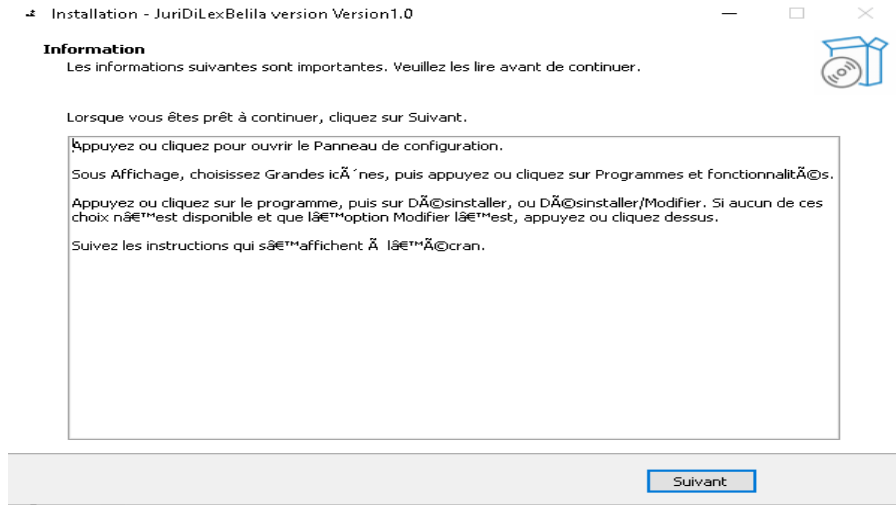 Installation - JuriDiLexBelila version Version1.0
Information
Les informations suivantes sont importantes. Veuillez les lire avant de continuer.
Lorsque vous êtes prêt à continuer, cliquez sur Suivant.
Appuyez ou cliquez pour ouvrir le Panneau de configuration.
Sous Affichage, choisissez Grandes icÃ´nes, puis appuyez ou cliquez sur Programmes et fonctionnalitÃ©s.
Appuyez ou cliquez sur le programme, puis sur DÃ©sinstaller, ou DÃ©sinstaller/Modifier. Si aucun de ces
choix nâ€™est disponible et que lâ€™option Modifier lâ€™est, appuyez ou cliquez dessus.
Suivez les instructions qui sâ€™affichent Ã  lâ€™Ã©cran.
Suivant